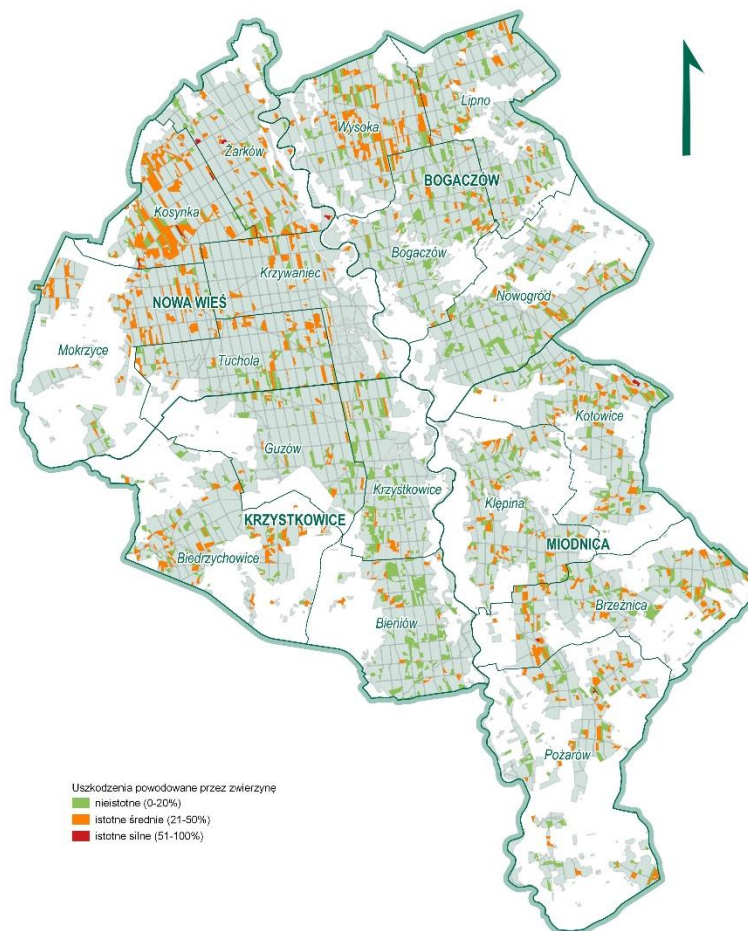 Lipno
Wysoka
Żarków
BOGACZÓW
Kosynka
Bogaczów
Krzywaniec
Nowogród
NOWA WIEŚ
Mokrzyce
Tuchola
Kotowice
Guzów
Krzystkowice
Klępina
KRZYSTKOWICE
MIODNICA
Biedrzychowice
Brzeźnica
Bieniów
Pożarów
Uszkodzenia powodowane przez zwierzynę
nieistotne (0-20%)
istotne średnie (21-50%)
istotne silne (51-100%)